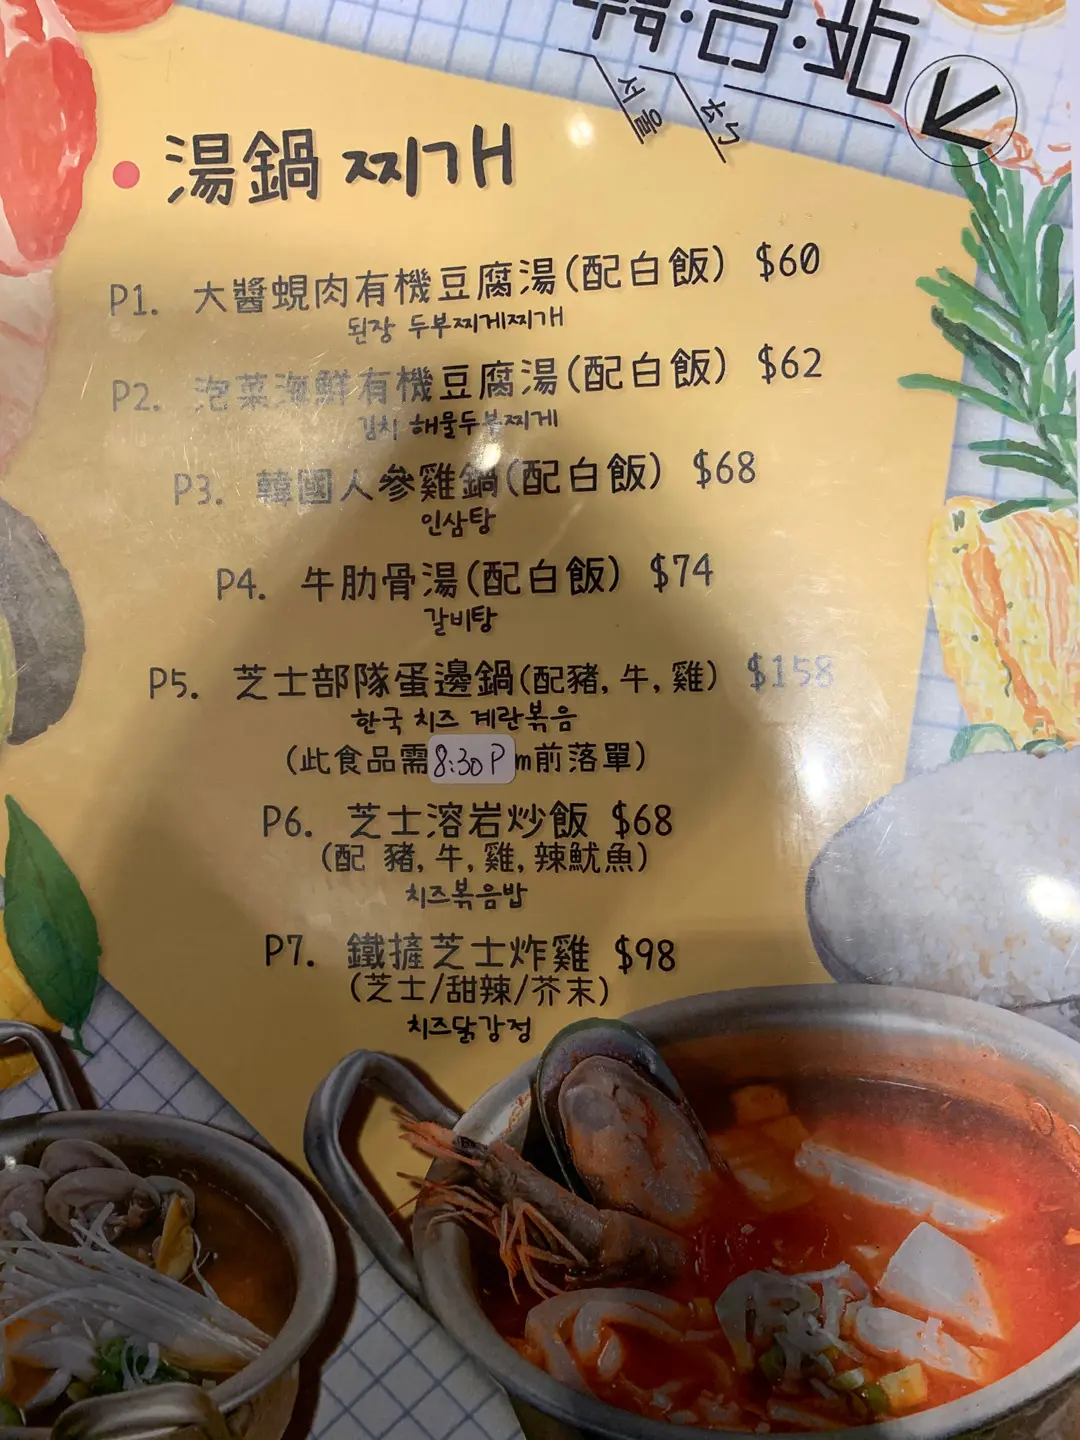 韓·台·站
서울
湯鍋 찌개
P1. 大醬蜆肉有機豆腐湯(配白飯) $60
된장 두부찌게찌개
P2. 泡菜海鮮有機豆腐湯(配白飯) $62
김치 해물두부찌게
P3. 韓國人參雞鍋(配白飯) $68
인삼탕
P4. 牛肋骨湯(配白飯) $74
갈비탕
P5. 芝士部隊蛋邊鍋(配豬, 牛, 雞) $158
한국 치즈 계란볶음
(此食品需8:30Pm前落單)
P6. 芝士溶岩炒飯 $68
(配 豬, 牛, 雞, 辣魷魚)
치즈볶음밥
P7. 鐵𢳂芝士炸雞 $98
(芝士/甜辣/芥末)
치즈닭강정